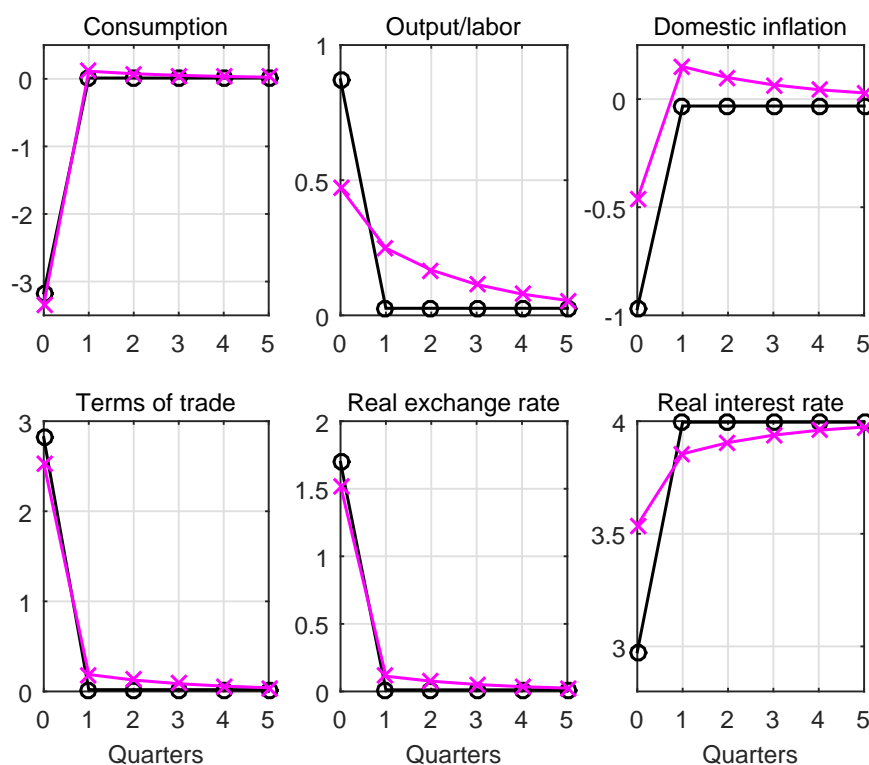 Consumption
Output/labor
Domestic inflation
0
-1
-2
-3
0 1 2 3 4 5
1
0.5
0
0 1 2 3 4 5
0
-0.5
-1
0 1 2 3 4 5
Terms of trade
Real exchange rate
Real interest rate
3
2
1
0
0 1 2 3 4 5
Quarters
2
1.5
1
0.5
0
0 1 2 3 4 5
Quarters
4
3.5
3
0 1 2 3 4 5
Quarters